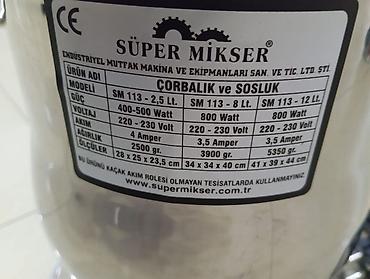 CE
SÜPER MİKSER®
ENDÜSTRİYEL MUTFAK MAKİNA VE EKİPMANLARI SAN. VE TİC. LTD. ŞTİ.
ÜRÜN ADI ÇORBALIK ve SOSLUK
MODELİ SM 113 - 2,5 Lt. SM 113 - 8 Lt. SM 113 - 12 Lt.
GÜÇ 400-500 Watt 800 Watt 800 Watt
VOLTAJ 220 - 230 Volt 220 - 230 Volt 220 - 230 Volt
AKIM 4 Amper 3,5 Amper 3,5 Amper
AĞIRLIK 2500 gr. 3900 gr. 5350 gr.
ÖLÇÜLER 28 x 25 x 23,5 cm 34 x 34 x 40 cm 41 x 39 x 44 cm
BU ÜRÜNÜ KAÇAK AKIM ROLESİ OLMAYAN TESİSATLARDA KULLANMAYINIZ.
www.supermikser.com.tr